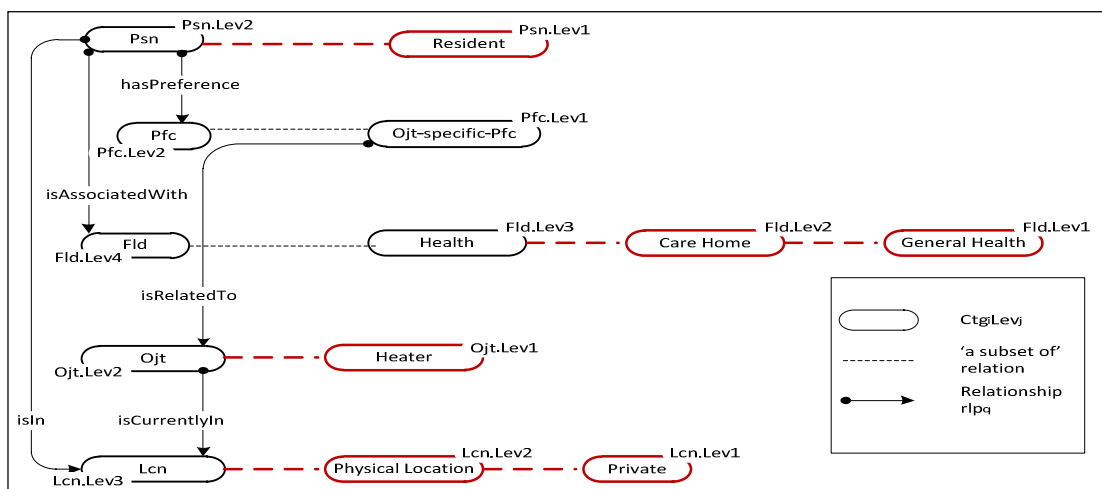 Psn.Lev2
Psn
Psn.Lev1
Resident
hasPreference
Pfc.Lev1
Pfc
Ojt-specific-Pfc
Pfc.Lev2
isAssociatedWith
Fld.Lev3
Fld.Lev2
Fld.Lev1
Fld
Health
Care Home
General Health
Fld.Lev4
isRelatedTo
CtgiLevj
Ojt.Lev1
Ojt
Heater
Ojt.Lev2
'a subset of'
relation
Relationship
rlpq
isIn
isCurrentlyIn
Lcn.Lev2
Lcn.Lev1
Lcn
Physical Location
Private
Lcn.Lev3